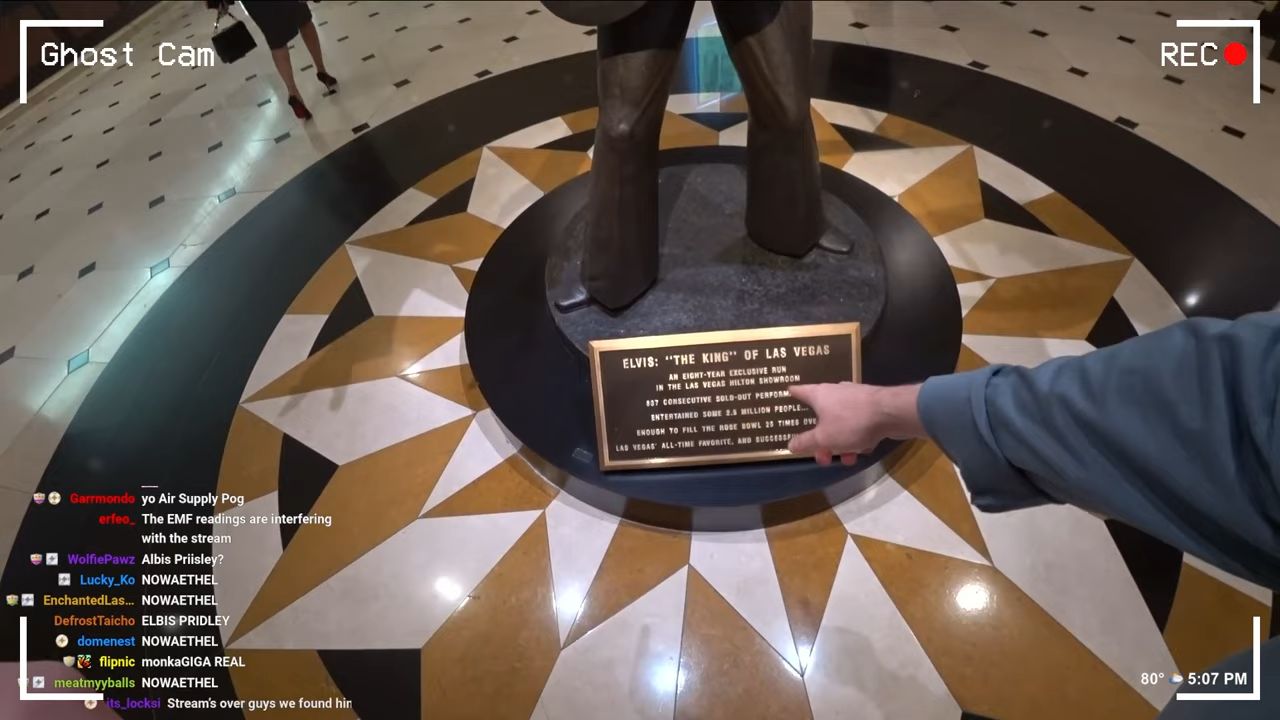 Ghost Cam
REC
ELVIS: "THE KING" OF LAS VEGAS
AN EIGHT-YEAR EXCLUSIVE RUN
IN THE LAS VEGAS HILTON SHOWROOM
837 CONSECUTIVE SOLD-OUT PERFORM
ENTERTAINED SOME 2.5 MILLION PEOPLE...
ENOUGH TO FILL THE ROSE BOWL 25 TIMES OVE
LAS VEGAS' ALL-TIME FAVORITE, AND SUCCESS
Garrmondo yo Air Supply Pog
erfeo_ The EMF readings are interfering
with the stream
WolfiePawz Albis Priisley?
Lucky_Ko NOWAETHEL
EnchantedLas... NOWAETHEL
DefrostTaicho ELBIS PRIDLEY
domenest NOWAETHEL
flipnic monkaGIGA REAL
meatmyyballs NOWAETHEL
its_locksi Stream's over guys we found him
80° 5:07 PM